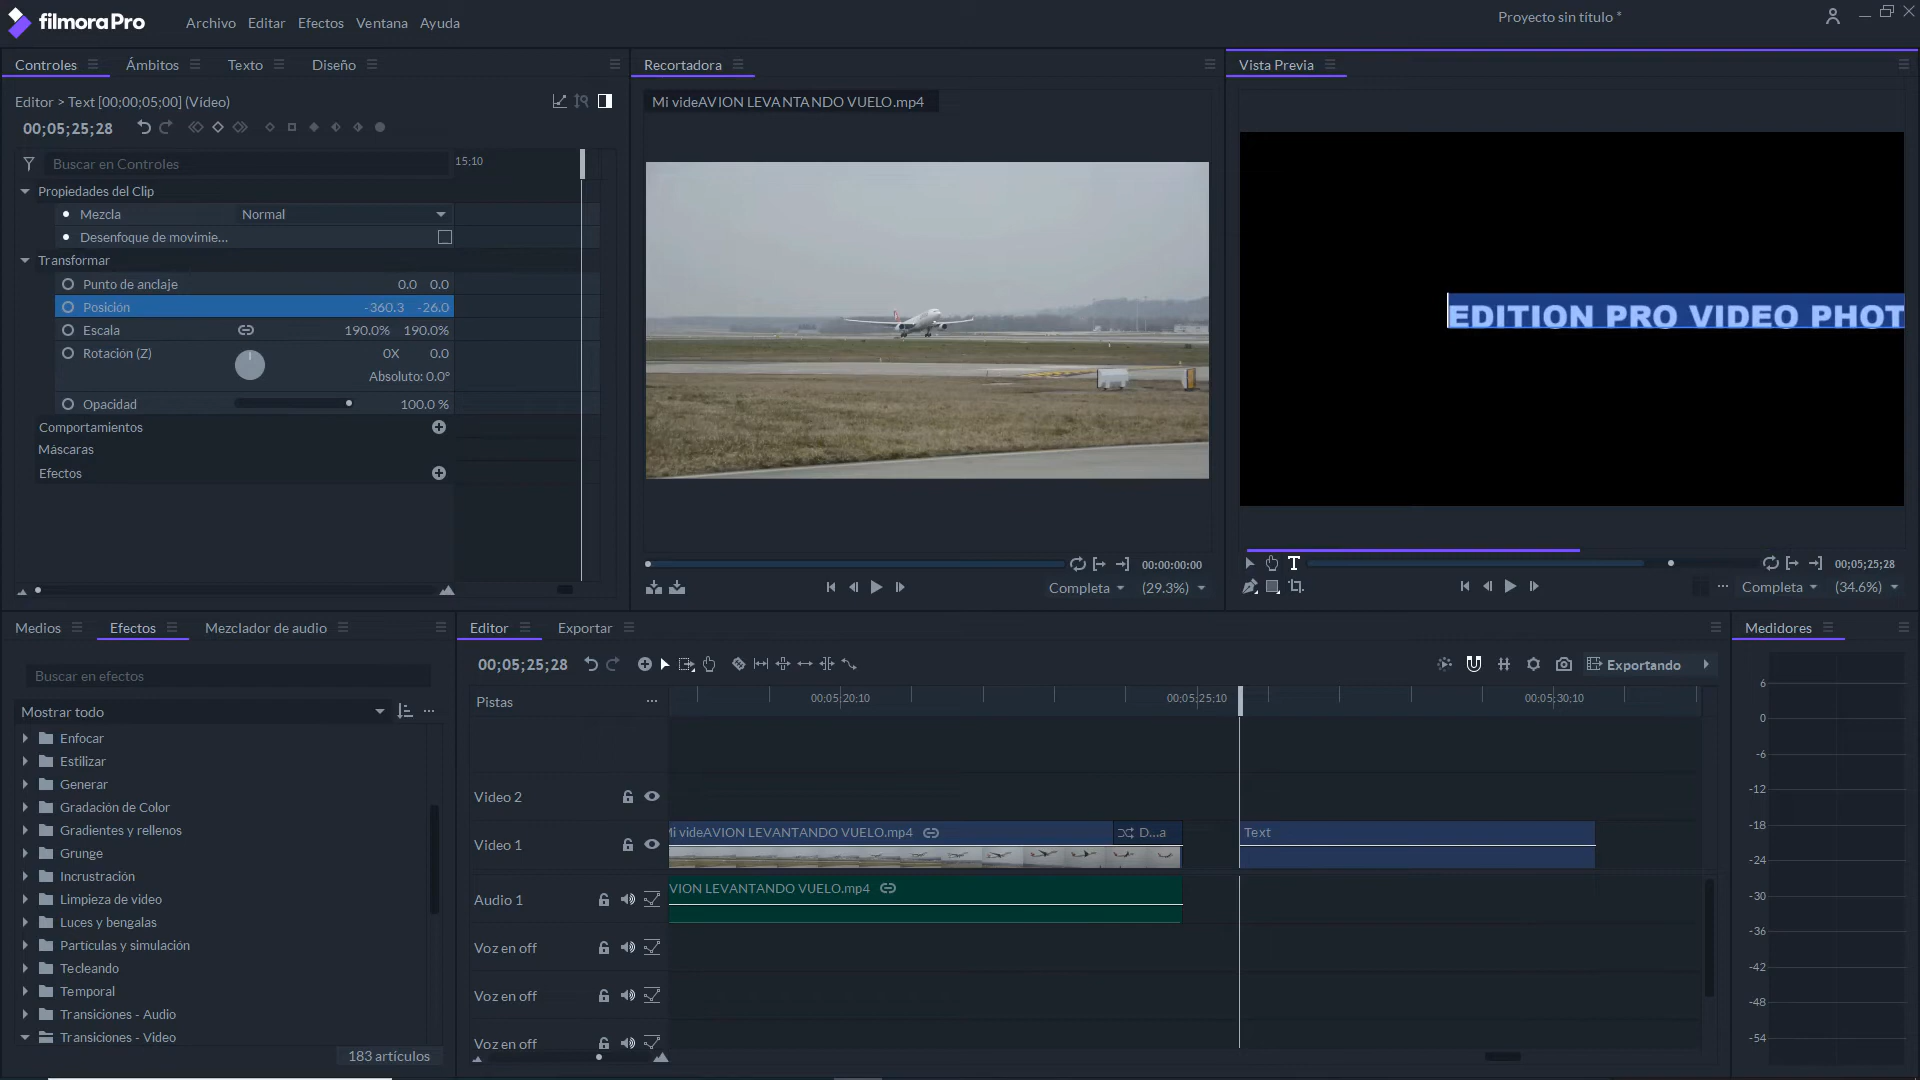 filmoraPro
Archivo Editar Efectos Ventana Ayuda
Proyecto sin título *
Controles Ámbitos Texto Diseño
Editor > Text [00;00;05;00] (Vídeo)
00;05;25;28
Buscar en Controles
15;10
Propiedades del Clip
Mezcla Normal
Desenfoque de movimie...
Transformar
Punto de anclaje 0.0 0.0
Posición -360.3 -26.0
Escala 190.0% 190.0%
Rotación (Z) 0X 0.0
Absoluto: 0.0°
Opacidad 100.0 %
Comportamientos
Máscaras
Efectos
Recortadora
Mi videAVION LEVANTANDO VUELO.mp4
00:00:00:00
Completa (29.3%)
Vista Previa
EDITION PRO VIDEO PHOT
T
00;05;25;28
Completa (34.6%)
Medios Efectos Mezclador de audio
Buscar en efectos
Mostrar todo
Enfocar
Estilizar
Generar
Gradación de Color
Gradientes y rellenos
Grunge
Incrustración
Limpieza de video
Luces y bengalas
Partículas y simulación
Tecleando
Temporal
Transiciones - Audio
Transiciones - Video
183 artículos
Editor Exportar
00;05;25;28
Exportando
Pistas
00;05;20;10 00;05;25;10 00;05;30;10
Video 2
Video 1
Mi videAVION LEVANTANDO VUELO.mp4 D...a Text
Audio 1
VION LEVANTANDO VUELO.mp4
Voz en off
Voz en off
Voz en off
Medidores
6
0
-6
-12
-18
-24
-30
-36
-42
-48
-54